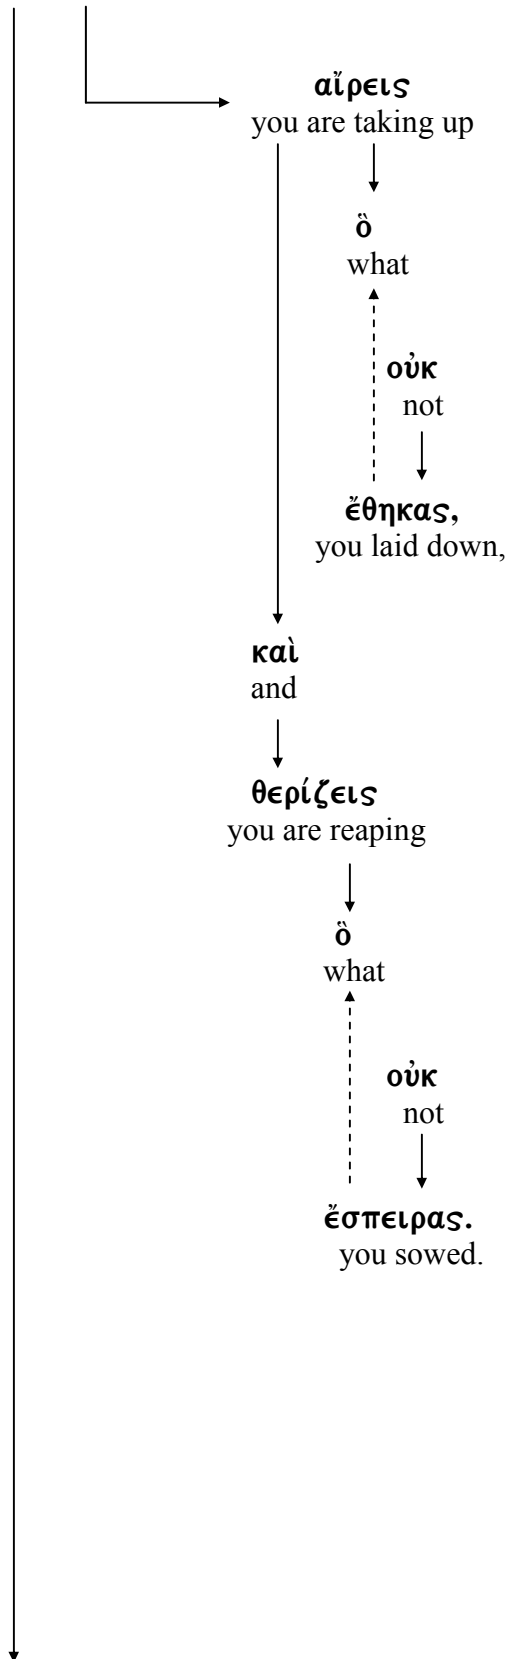 αἴρεις
you are taking up
ὃ
what
οὐκ
not
ἔθηκας,
you laid down,
καὶ
and
θερίζεις
you are reaping
ὃ
what
οὐκ
not
ἔσπειρας.
you sowed.